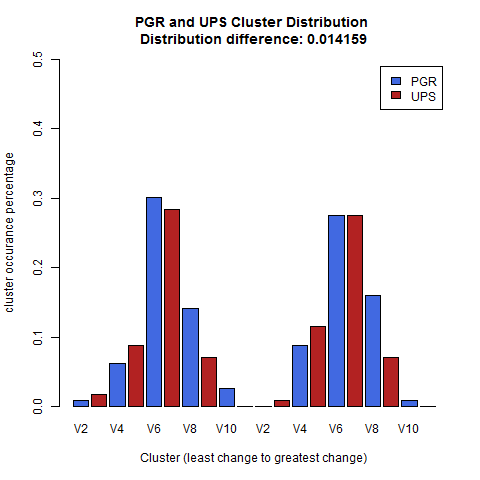 PGR and UPS Cluster Distribution
Distribution difference: 0.014159
PGR
UPS
cluster occurance percentage
0.5
0.4
0.3
0.2
0.1
0.0
V2 V4 V6 V8 V10 V2 V4 V6 V8 V10
Cluster (least change to greatest change)